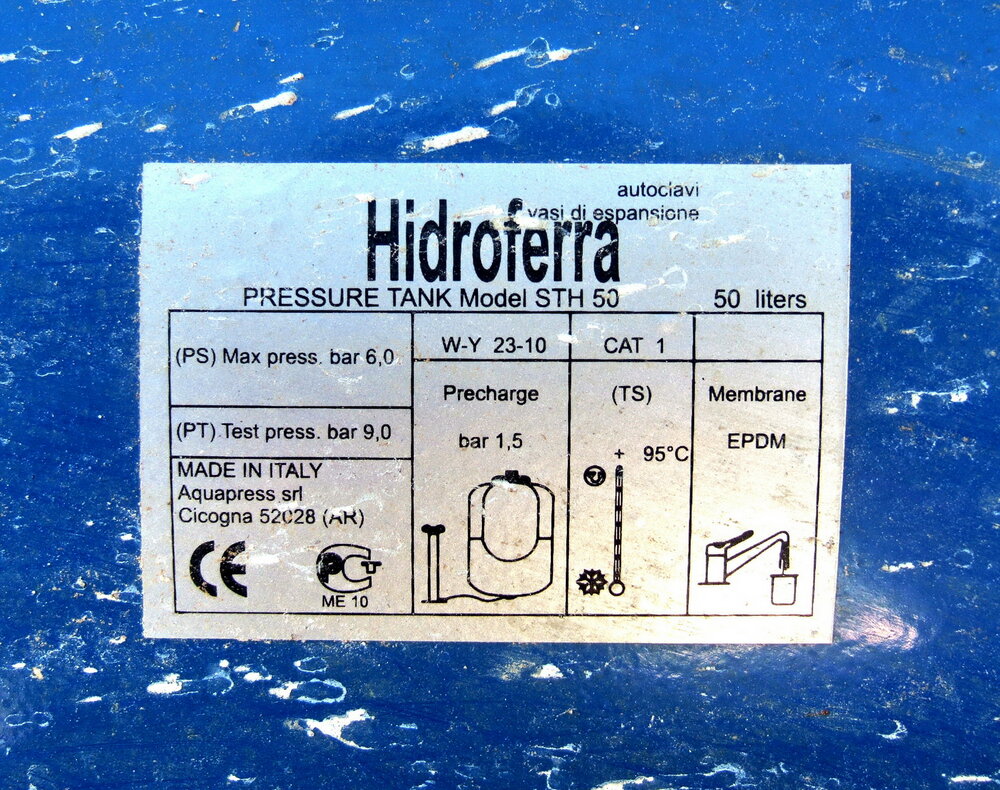 autoclavi
vasi di espansione
Hidroferra
PRESSURE TANK Model STH 50 50 liters
(PS) Max press. bar 6,0
W-Y 23-10
CAT 1
(PT) Test press. bar 9,0
Precharge
bar 1,5
(TS)
+ 95°C
Membrane
EPDM
MADE IN ITALY
Aquapress srl
Cicogna 52028 (AR)
CE
PCT
ME 10